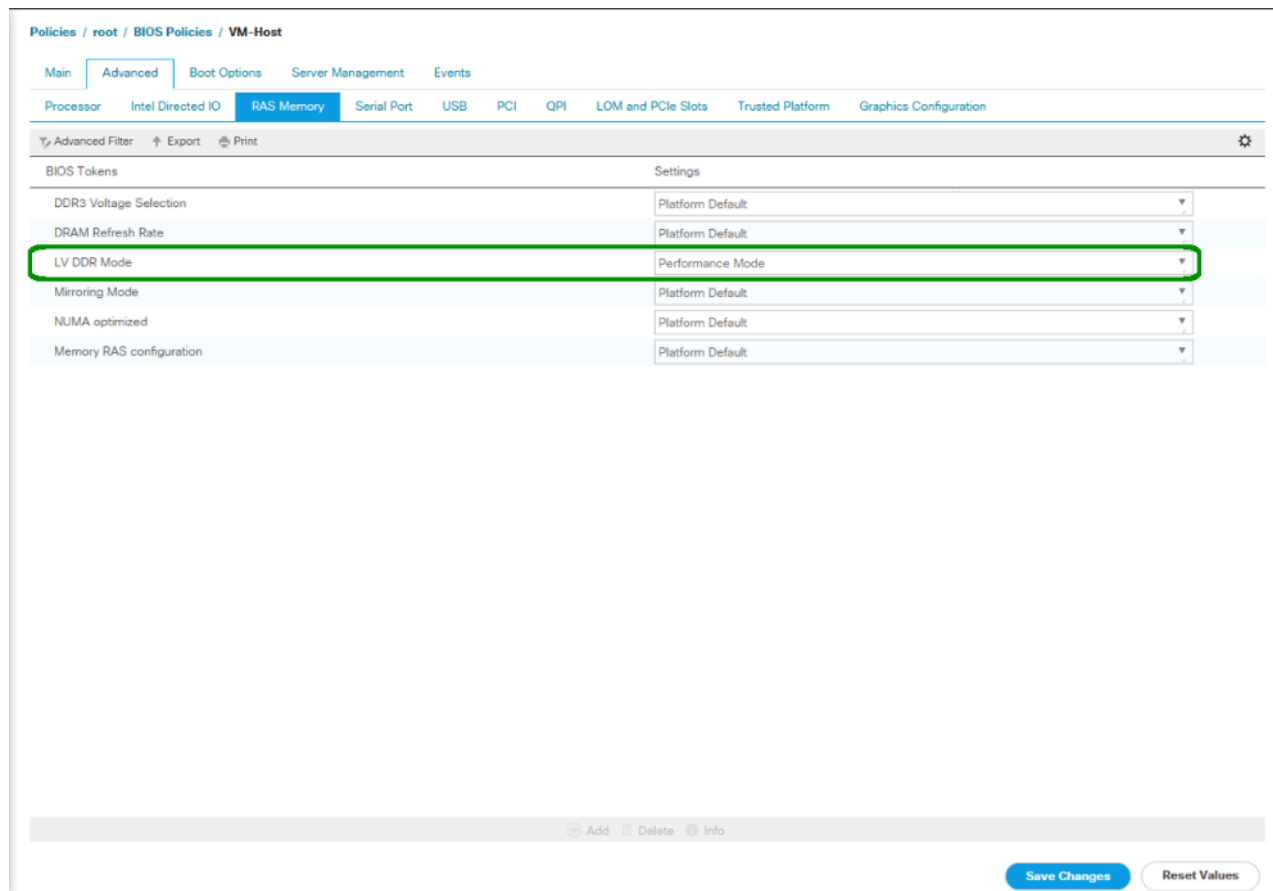 Policies / root / BIOS Policies / VM-Host
Main Advanced Boot Options Server Management Events
Processor Intel Directed IO RAS Memory Serial Port USB PCI QPI LOM and PCIe Slots Trusted Platform Graphics Configuration
Advanced Filter Export Print
BIOS Tokens Settings
DDR3 Voltage Selection Platform Default
DRAM Refresh Rate Platform Default
LV DDR Mode Performance Mode
Mirroring Mode Platform Default
NUMA optimized Platform Default
Memory RAS configuration Platform Default
Add Delete Info
Save Changes Reset Values